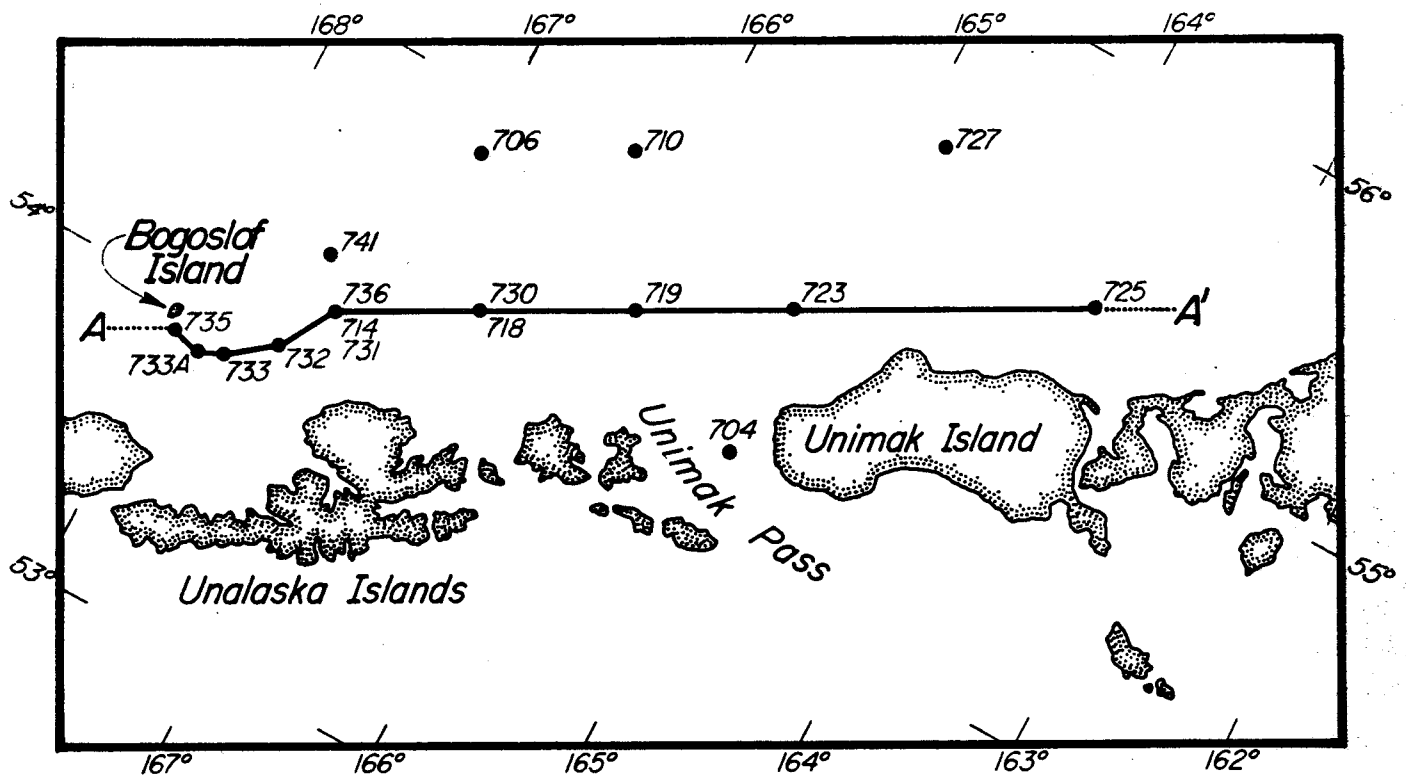 168° 167° 166° 165° 164°
706 710 727
54° 56°
Bogoslof
Island
741
736 730 719 723 725
A 735 714 718 A'
733A 733 732 731
Unimak
Pass
704
Unimak Island
53° 55°
Unalaska Islands
167° 166° 165° 164° 163° 162°